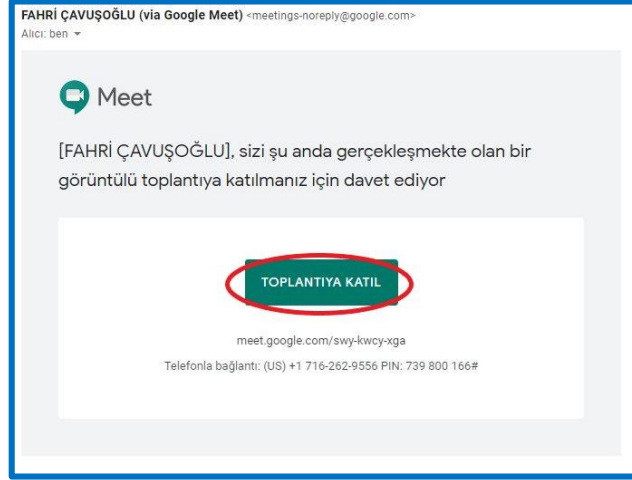 FAHRİ ÇAVUŞOĞLU (via Google Meet) <meetings-noreply@google.com>
Alıcı: ben
Meet
[FAHRİ ÇAVUŞOĞLU], sizi şu anda gerçekleşmekte olan bir
görüntülü toplantıya katılmanız için davet ediyor
TOPLANTIYA KATIL
meet.google.com/swy-kwcy-xga
Telefonla bağlantı: (US) +1 716-262-9556 PIN: 739 800 166#